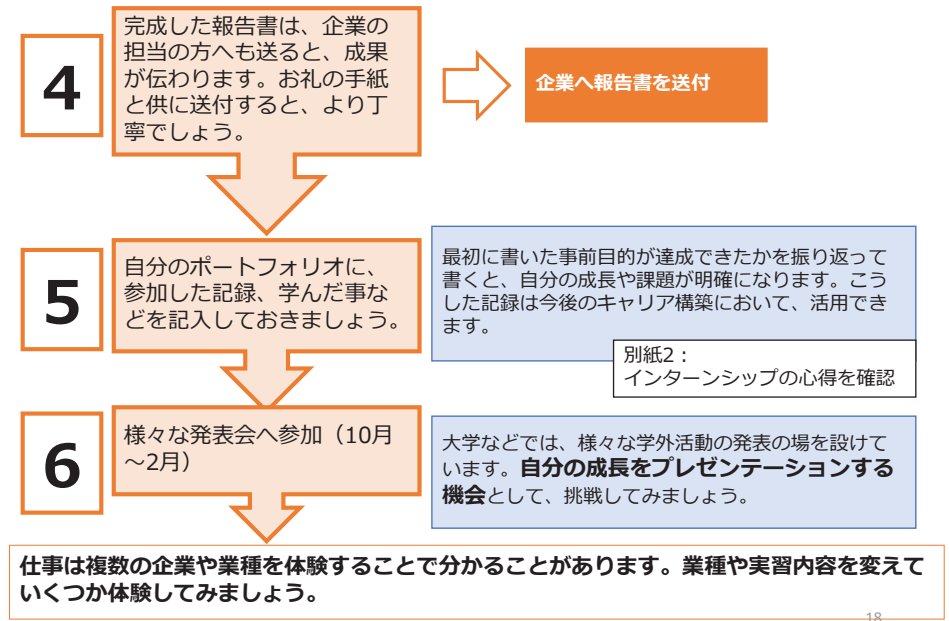 4
完成した報告書は、企業の
担当の方へも送ると、成果
が伝わります。お礼の手紙
と供に送付すると、より丁
寧でしょう。
企業へ報告書を送付
5
自分のポートフォリオに、
参加した記録、学んだ事な
どを記入しておきましょう。
最初に書いた事前目的が達成できたかを振り返って
書くと、自分の成長や課題が明確になります。こう
した記録は今後のキャリア構築において、活用でき
ます。
別紙2：
インターンシップの心得を確認
6
様々な発表会へ参加（10月
～2月）
大学などでは、様々な学外活動の発表の場を設けて
います。自分の成長をプレゼンテーションする
機会として、挑戦してみましょう。
仕事は複数の企業や業種を体験することで分かることがあります。業種や実習内容を変えて
いくつか体験してみましょう。
18